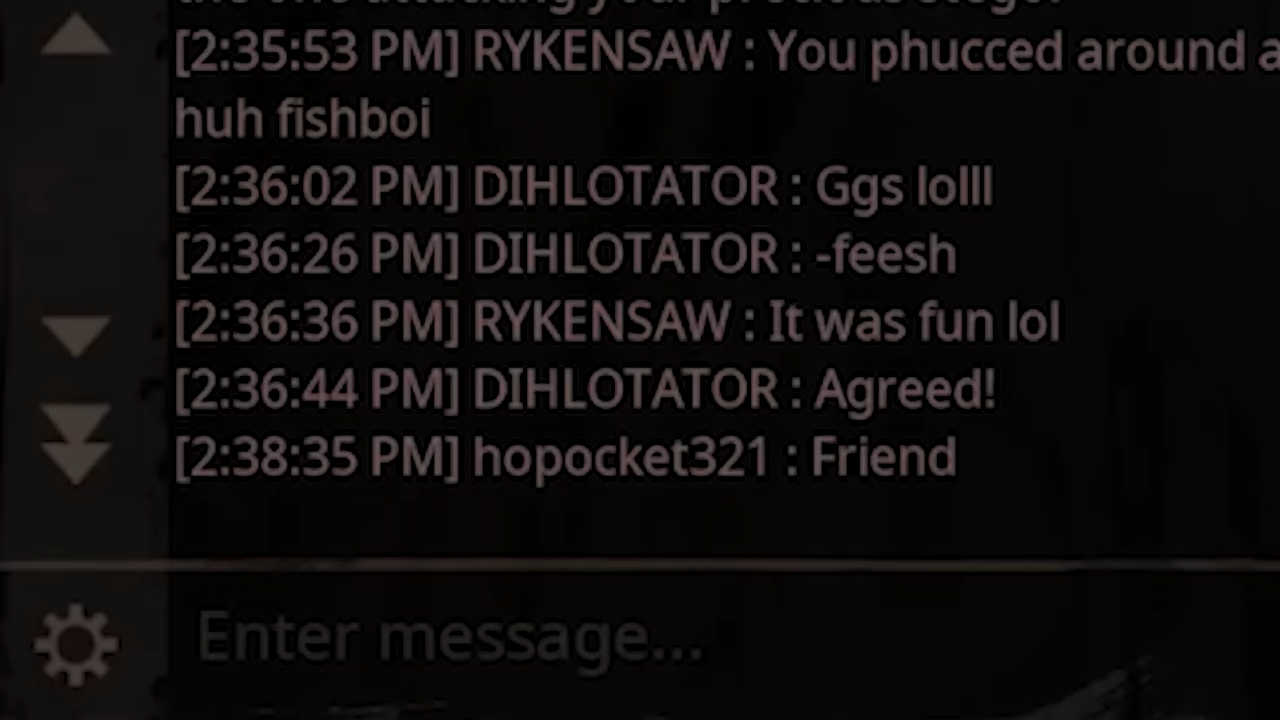 [2:35:53 PM] RYKENSAW : You phucced around a
huh fishboi
[2:36:02 PM] DIHLOTATOR : Ggs lolll
[2:36:26 PM] DIHLOTATOR : -feesh
[2:36:36 PM] RYKENSAW : It was fun lol
[2:36:44 PM] DIHLOTATOR : Agreed!
[2:38:35 PM] hopocket321 : Friend
Enter message...